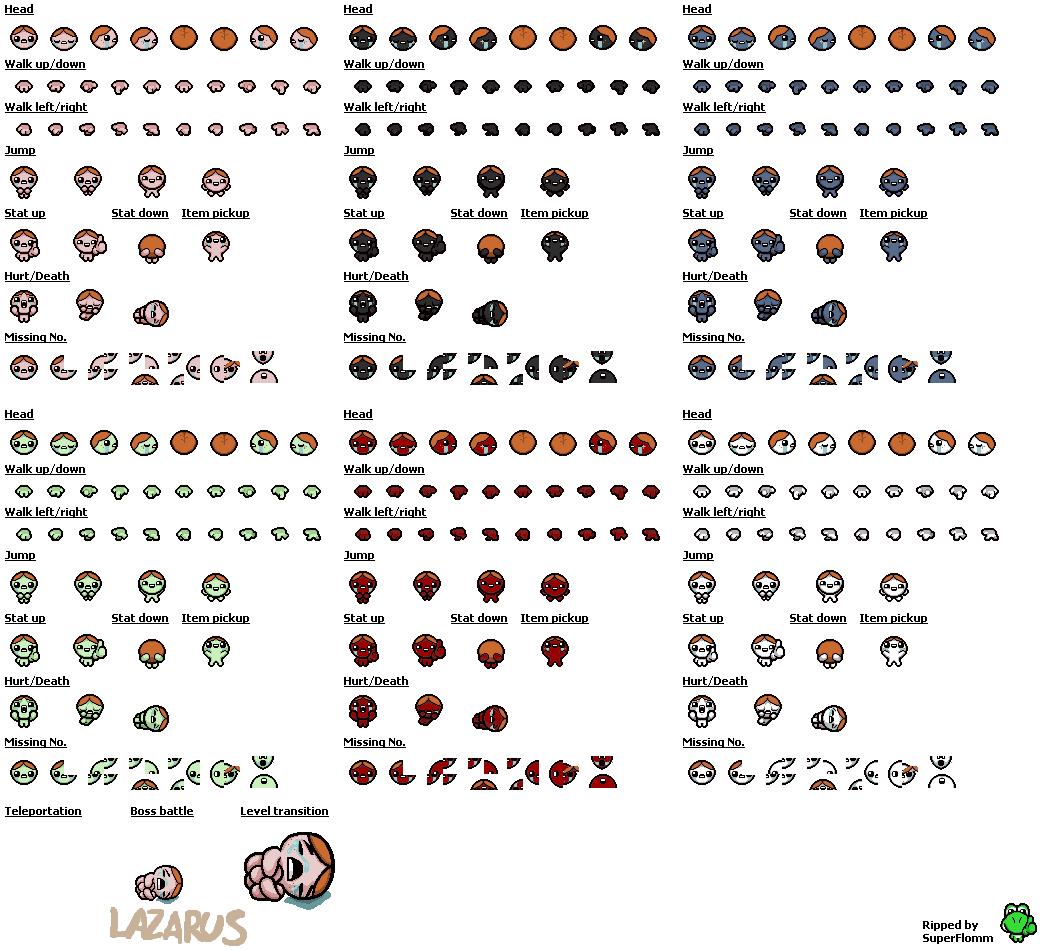 Head
Walk up/down
Walk left/right
Jump
Stat up Stat down Item pickup
Hurt/Death
Missing No.
Head
Walk up/down
Walk left/right
Jump
Stat up Stat down Item pickup
Hurt/Death
Missing No.
Head
Walk up/down
Walk left/right
Jump
Stat up Stat down Item pickup
Hurt/Death
Missing No.
Head
Walk up/down
Walk left/right
Jump
Stat up Stat down Item pickup
Hurt/Death
Missing No.
Head
Walk up/down
Walk left/right
Jump
Stat up Stat down Item pickup
Hurt/Death
Missing No.
Head
Walk up/down
Walk left/right
Jump
Stat up Stat down Item pickup
Hurt/Death
Missing No.
Teleportation Boss battle Level transition
LAZARUS
Ripped by
SuperFlomm